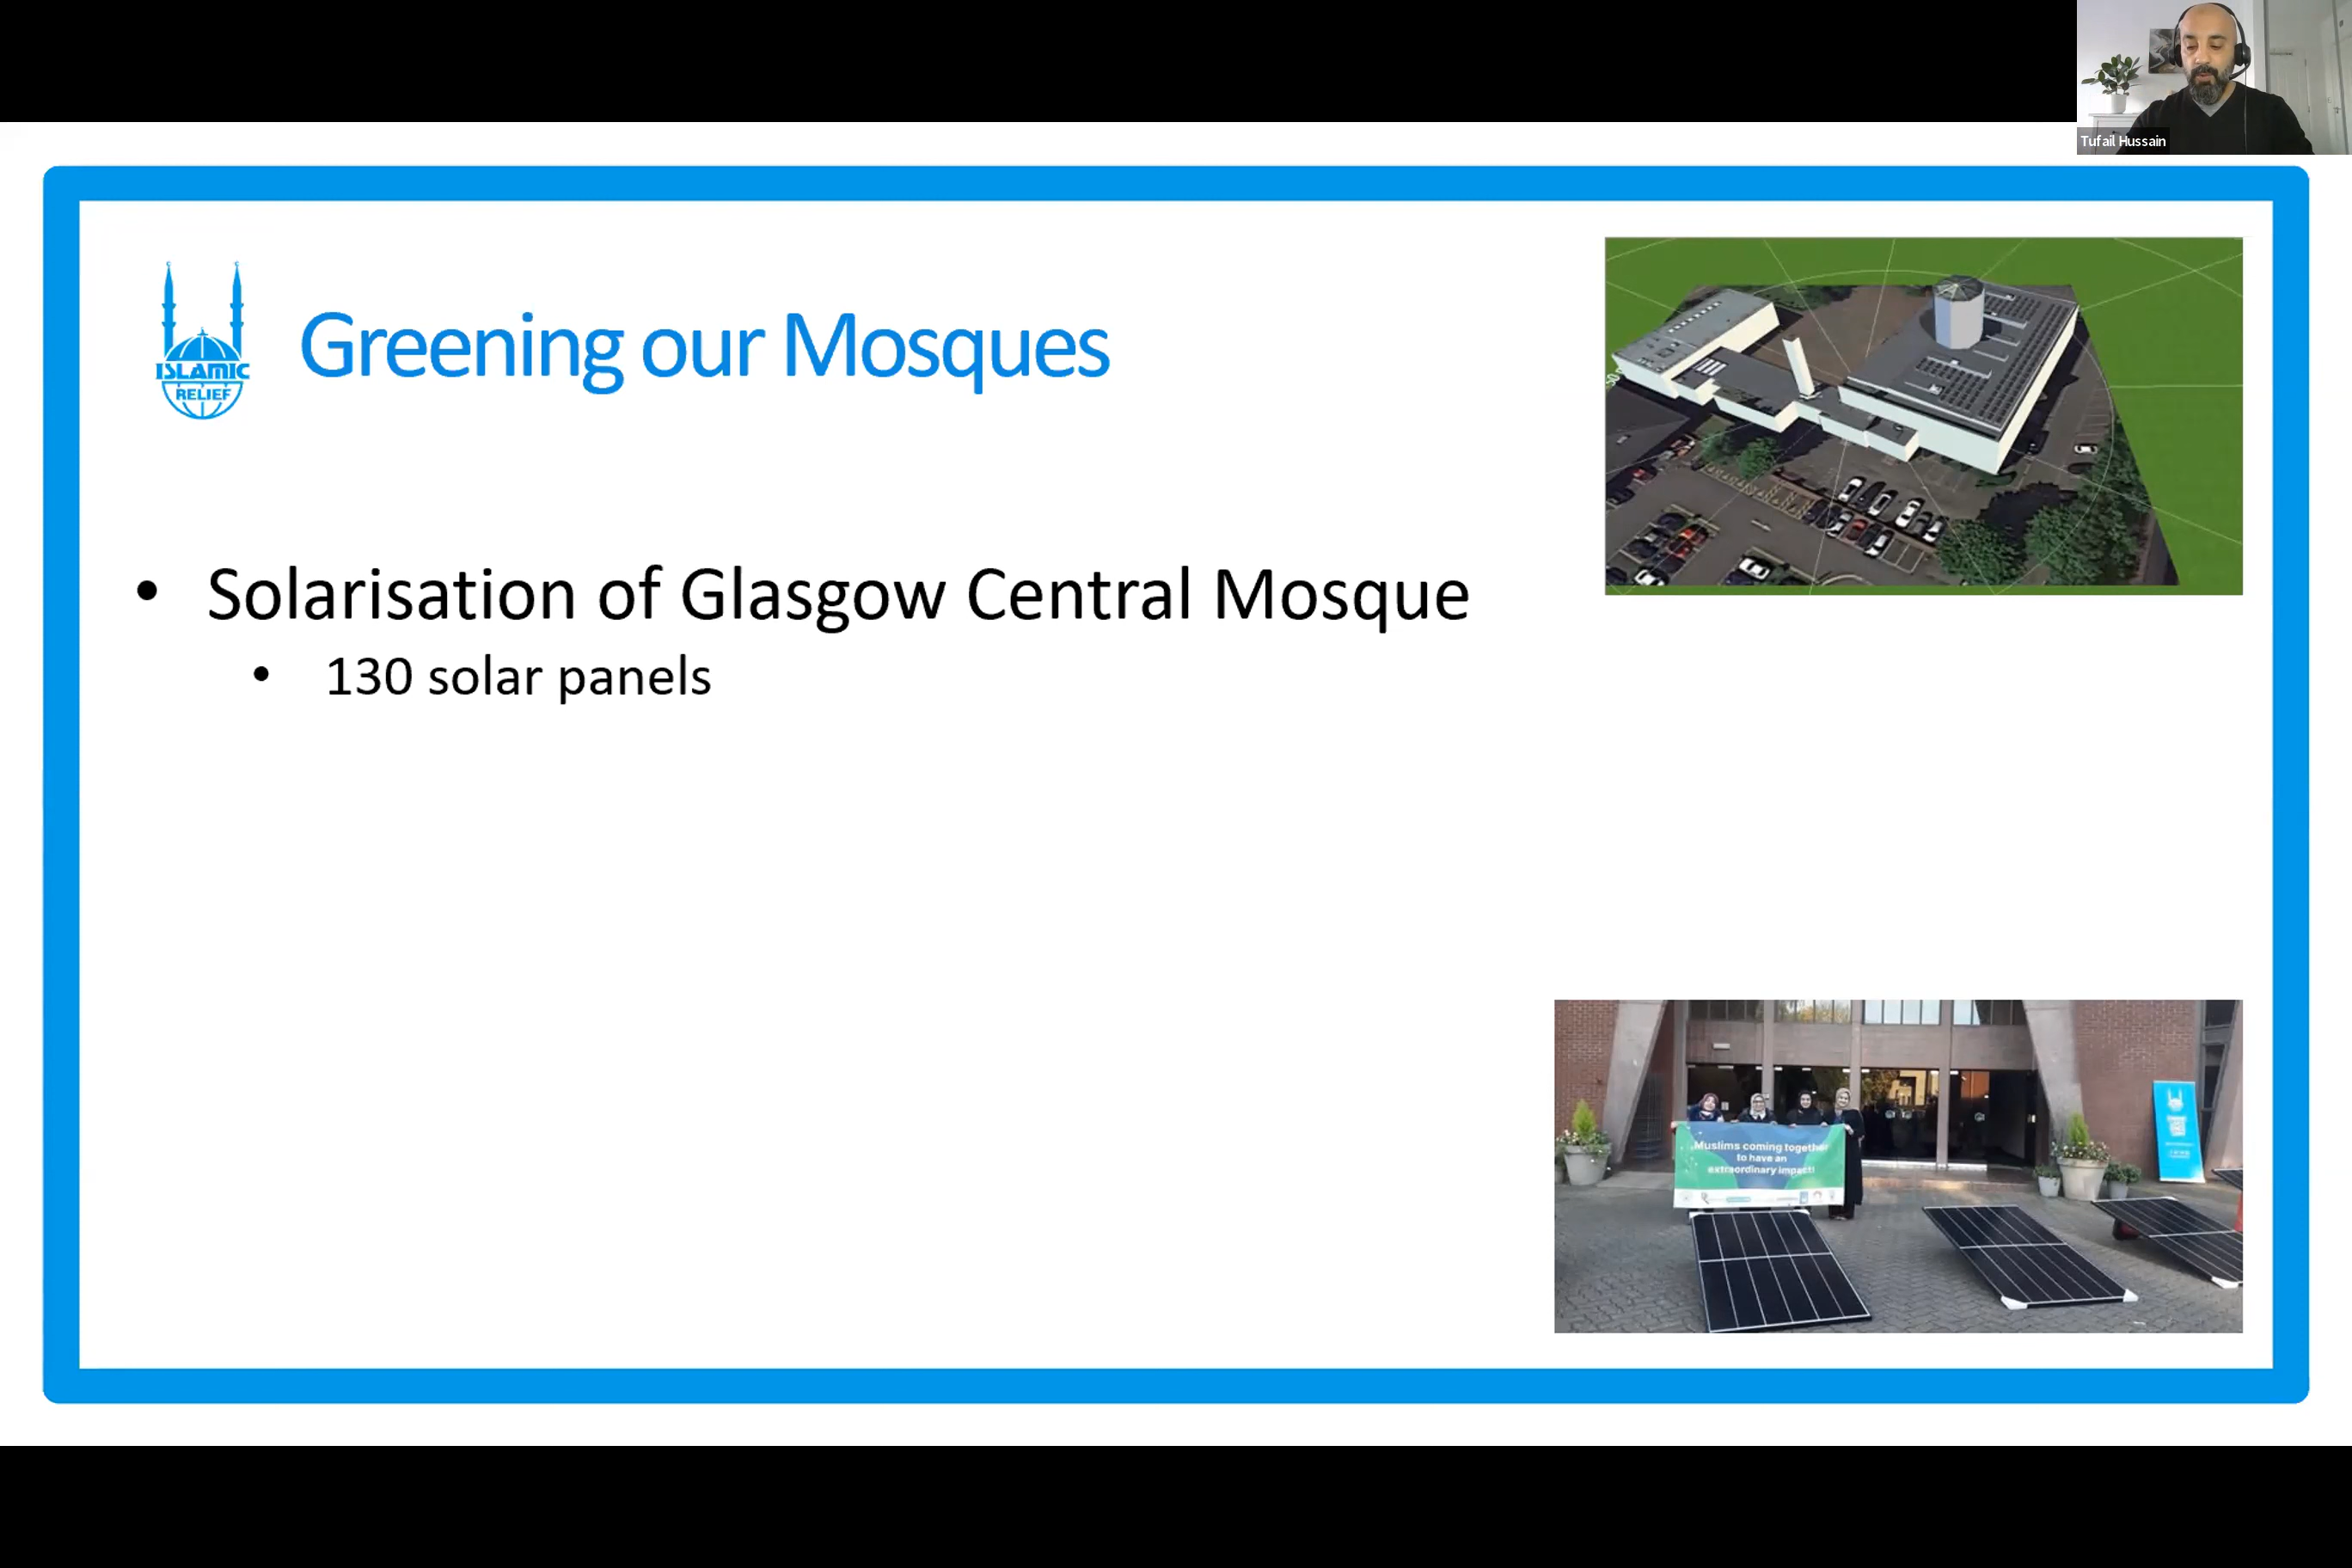 Tufail Hussain
ISLAMIC
RELIEF
Greening our Mosques
• Solarisation of Glasgow Central Mosque
• 130 solar panels
Muslims coming together
to have an
extraordinary impact!